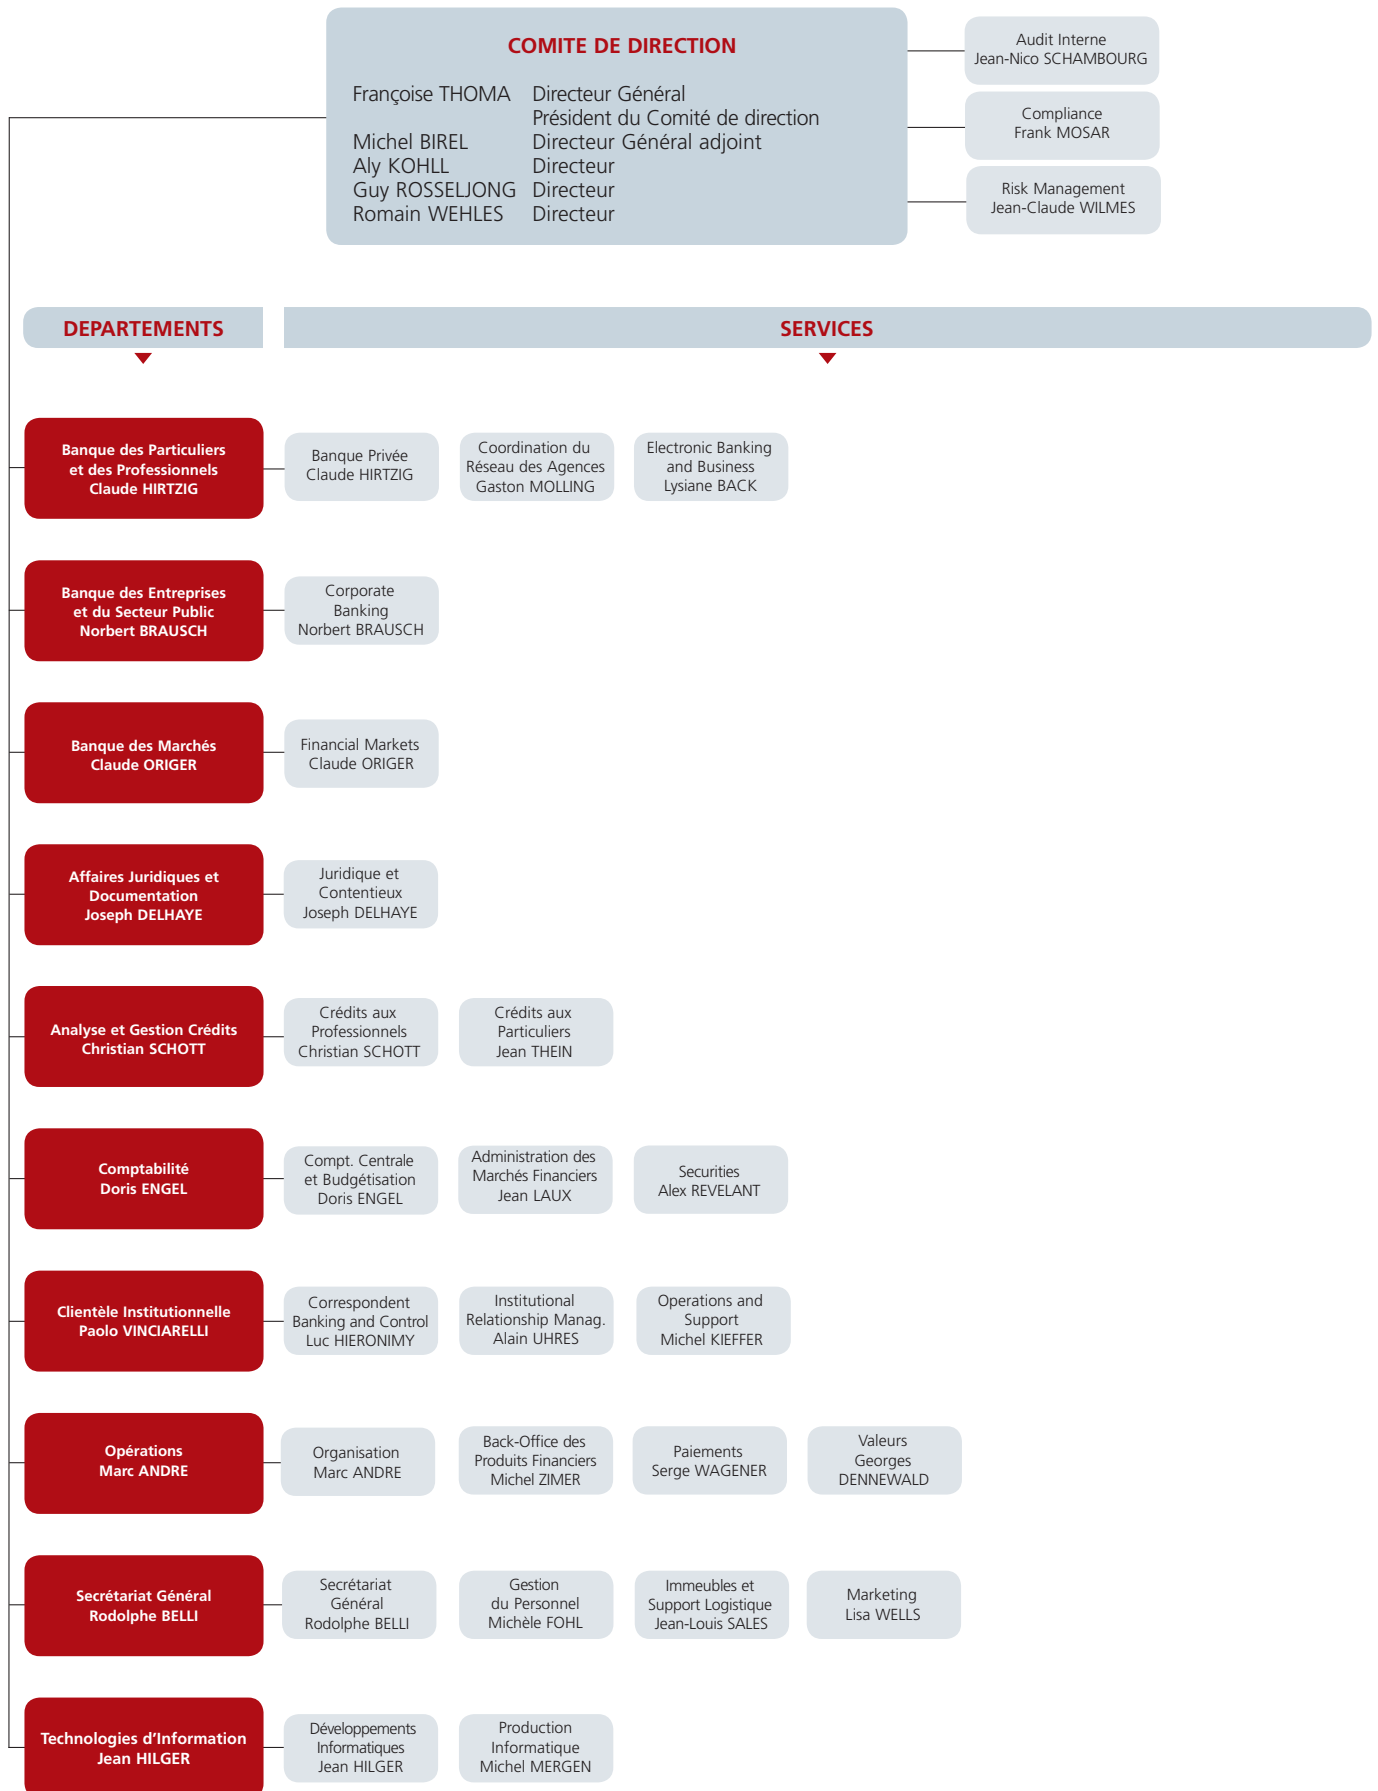 COMITE DE DIRECTION
Françoise THOMA Directeur Général
Président du Comité de direction
Michel BIREL Directeur Général adjoint
Aly KOHLL Directeur
Guy ROSSELJONG Directeur
Romain WEHLES Directeur
Audit Interne
Jean-Nico SCHAMBOURG
Compliance
Frank MOSAR
Risk Management
Jean-Claude WILMES
DEPARTEMENTS
SERVICES
Banque des Particuliers
et des Professionnels
Claude HIRTZIG
Banque Privée
Claude HIRTZIG
Coordination du
Réseau des Agences
Gaston MOLLING
Electronic Banking
and Business
Lysiane BACK
Banque des Entreprises
et du Secteur Public
Norbert BRAUSCH
Corporate
Banking
Norbert BRAUSCH
Banque des Marchés
Claude ORIGER
Financial Markets
Claude ORIGER
Affaires Juridiques et
Documentation
Joseph DELHAYE
Juridique et
Contentieux
Joseph DELHAYE
Analyse et Gestion Crédits
Christian SCHOTT
Crédits aux
Professionnels
Christian SCHOTT
Crédits aux
Particuliers
Jean THEIN
Comptabilité
Doris ENGEL
Compt. Centrale
et Budgétisation
Doris ENGEL
Administration des
Marchés Financiers
Jean LAUX
Securities
Alex REVELANT
Clientèle Institutionnelle
Paolo VINCIARELLI
Correspondent
Banking and Control
Luc HIERONIMY
Institutional
Relationship Manag.
Alain UHRES
Operations and
Support
Michel KIEFFER
Opérations
Marc ANDRE
Organisation
Marc ANDRE
Back-Office des
Produits Financiers
Michel ZIMER
Paiements
Serge WAGENER
Valeurs
Georges
DENNEWALD
Secrétariat Général
Rodolphe BELLI
Secrétariat
Général
Rodolphe BELLI
Gestion
du Personnel
Michèle FOHL
Immeubles et
Support Logistique
Jean-Louis SALES
Marketing
Lisa WELLS
Technologies d'Information
Jean HILGER
Développements
Informatiques
Jean HILGER
Production
Informatique
Michel MERGEN